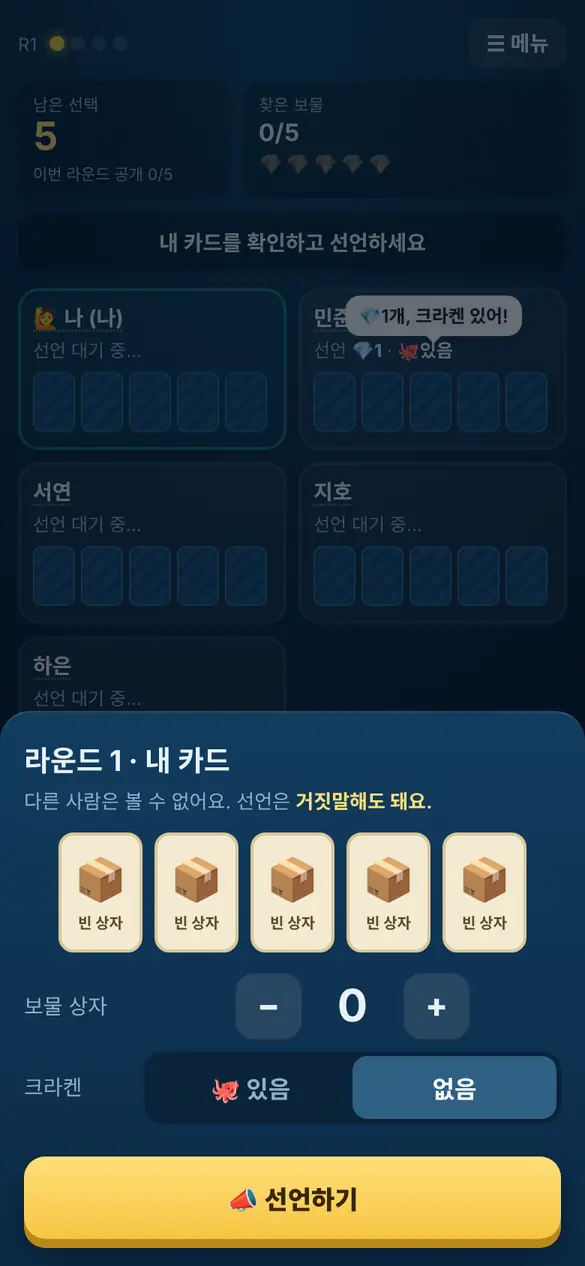 R1
☰ 메뉴
남은 선택
5
이번 라운드 공개 0/5
찾은 보물
0/5
내 카드를 확인하고 선언하세요
나 (나)
선언 대기 중...
💎1개, 크라켄 있어!
선언 💎1 · 🐙있음
서연
선언 대기 중...
지호
선언 대기 중...
하은
선언 대기 중...
라운드 1 · 내 카드
다른 사람은 볼 수 없어요. 선언은 거짓말해도 돼요.
빈 상자
빈 상자
빈 상자
빈 상자
빈 상자
보물 상자
− 0 +
크라켄
🐙 있음
없음
📣 선언하기